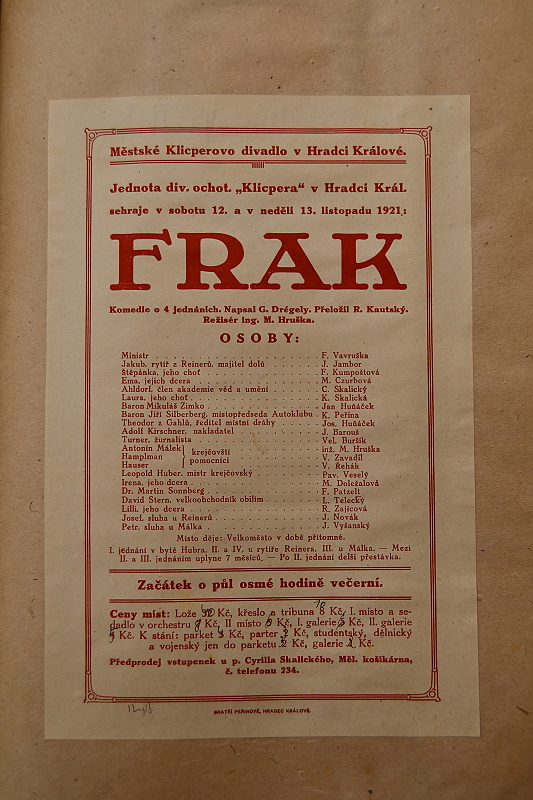 Městské Klicperovo divadlo v Hradci Králové.
Jednota div. ochot. „Klicpera“ v Hradci Král.
sehraje v sobotu 12. a v neděli 13. listopadu 1921:
FRAK
Komedie o 4 jednáních. Napsal G. Drégely. Přeložil R. Kautský.
Režisér ing. M. Hruška.
OSOBY:
Ministr . . . . . F. Vavruška
Jakub, rytíř z Reinerů, majitel dolů . . . . . J. Jambor
Štěpánka, jeho choť . . . . . F. Kumpoštová
Ema, jejich dcera . . . . . M. Czurbová
Ahldorf, člen akademie věd a umění . . . . . C. Skalický
Laura, jeho choť . . . . . K. Skalická
Baron Mikuláš Zimko . . . . . Jan Huňáček
Baron Jiří Silberberg, místopředseda Autoklubu . K. Peřina
Theodor z Gahlů, ředitel místní dráhy . . . . . Jos. Huňáček
Adolf Kirschner, nakladatel . . . . . J. Barouš
Turner, žurnalista . . . . . Vel. Buršík
Antonín Málek } krejčovští . . . . . inž. M. Hruška
Hamplman } pomocníci . . . . . V. Zavadil
Hauser . . . . . V. Řehák
Leopold Huber, mistr krejčovský . . . . . Pav. Veselý
Irena, jeho dcera . . . . . M. Doležalová
Dr. Martin Sonnberg . . . . . F. Patzelt
David Stern, velkoobchodník obilím . . . . . L. Telecký
Lilli, jeho dcera . . . . . R. Zajícová
Josef, sluha u Reinerů . . . . . J. Novák
Petr, sluha u Málka . . . . . J. Vyšanský
Místo děje: Velkoměsto v době přítomné.
I. jednání v bytě Hubra, II. a IV. u rytíře Reinera, III. u Málka. — Mezi
II. a III. jednáním uplyne 7 měsíců. — Po II. jednání delší přestávka.
Začátek o půl osmé hodině večerní.
Ceny míst: Lože Kč, křeslo a tribuna 10 8 Kč, I. místo a se-
dadlo v orchestru Kč, II místo Kč, I. galerie Kč, II. galerie
Kč. K stání: parket Kč, parter Kč, studentský, dělnický
a vojenský jen do parketu Kč, galerie Kč.
Předprodej vstupenek u p. Cyrilla Skalického, Měl. košikárna,
č. telefonu 234.
BRATŘI PEŘINOVÉ, HRADEC KRÁLOVÉ.